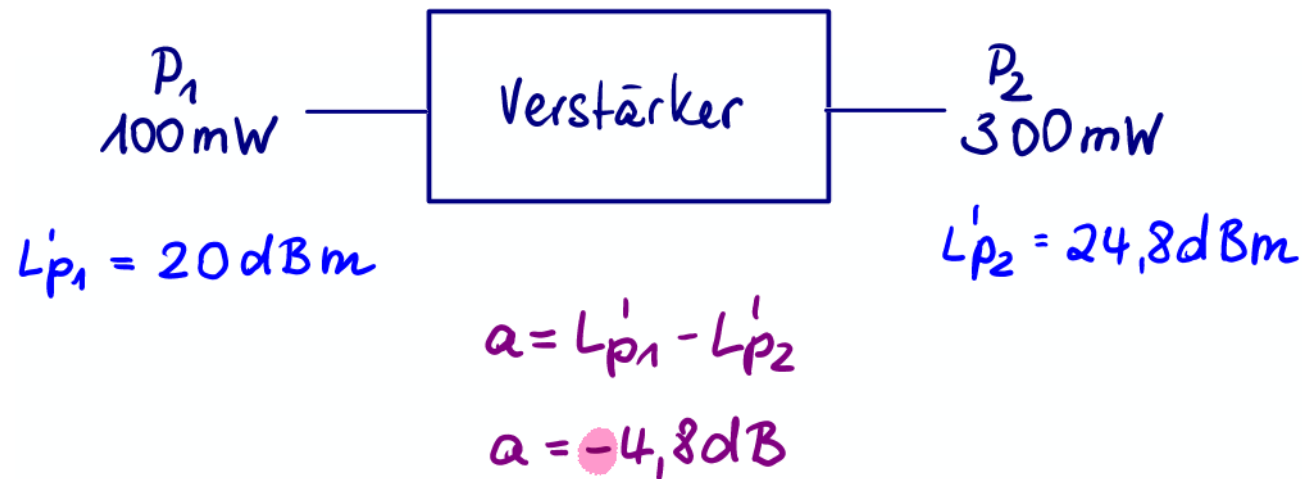 P₁
100mW
Verstärker
P₂
300mW
L'p₁ = 20dBm
L'p₂ = 24,8dBm
a = L'p1 - L'p2
a = -4,8dB